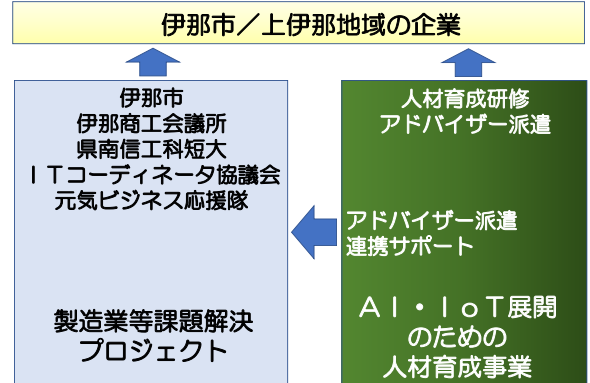 伊那市／上伊那地域の企業
伊那市
伊那商工会議所
県南信工科短大
ＩＴコーディネータ協議会
元気ビジネス応援隊
製造業等課題解決
プロジェクト
人材育成研修
アドバイザー派遣
アドバイザー派遣
連携サポート
ＡＩ・ＩｏＴ展開
のための
人材育成事業